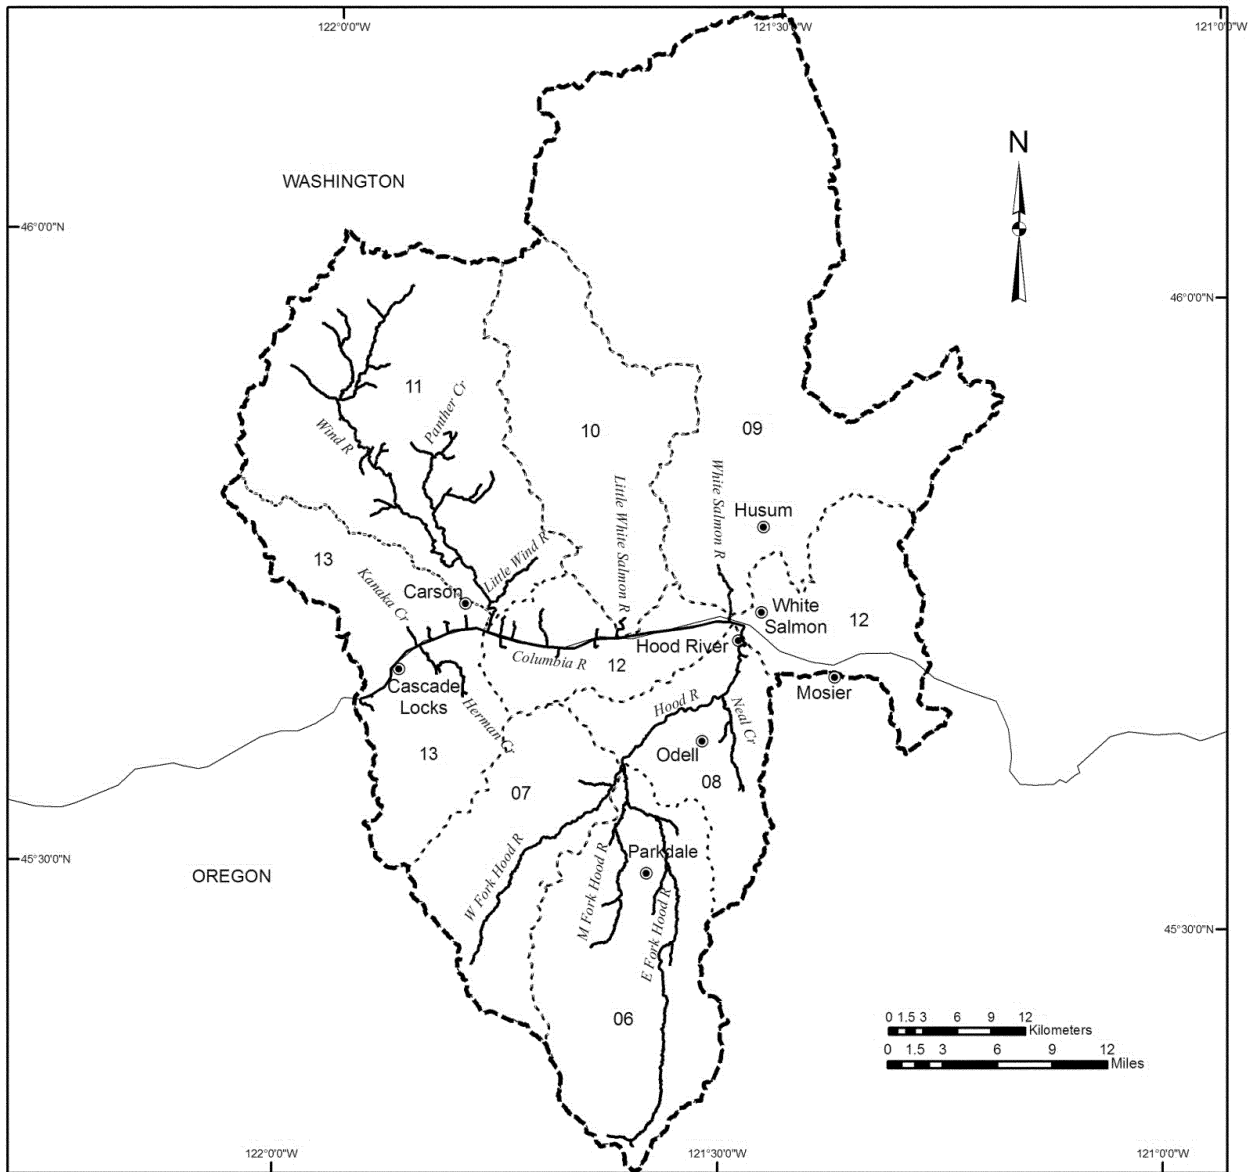 122°0'0"W
121°30'0"W
121°0'0"W
N
WASHINGTON
46°0'0"N
46°0'0"N
11
Panther Cr
Wind R
10
09
Little White Salmon R
White Salmon R
Husum
13
Little Wind R
Kanaka Cr
Carson
White
Salmon
12
Hood River
Columbia R
12
Cascade
Locks
Mosier
Herman Cr
Hood R
Neal Cr
13
Odell
07
08
45°30'0"N
Parkdale
OREGON
W Fork Hood R
M Fork Hood R
E Fork Hood R
45°30'0"N
06
0 1.5 3 6 9 12
Kilometers
0 1.5 3 6 9 12
Miles
122°0'0"W
121°30'0"W
121°0'0"W